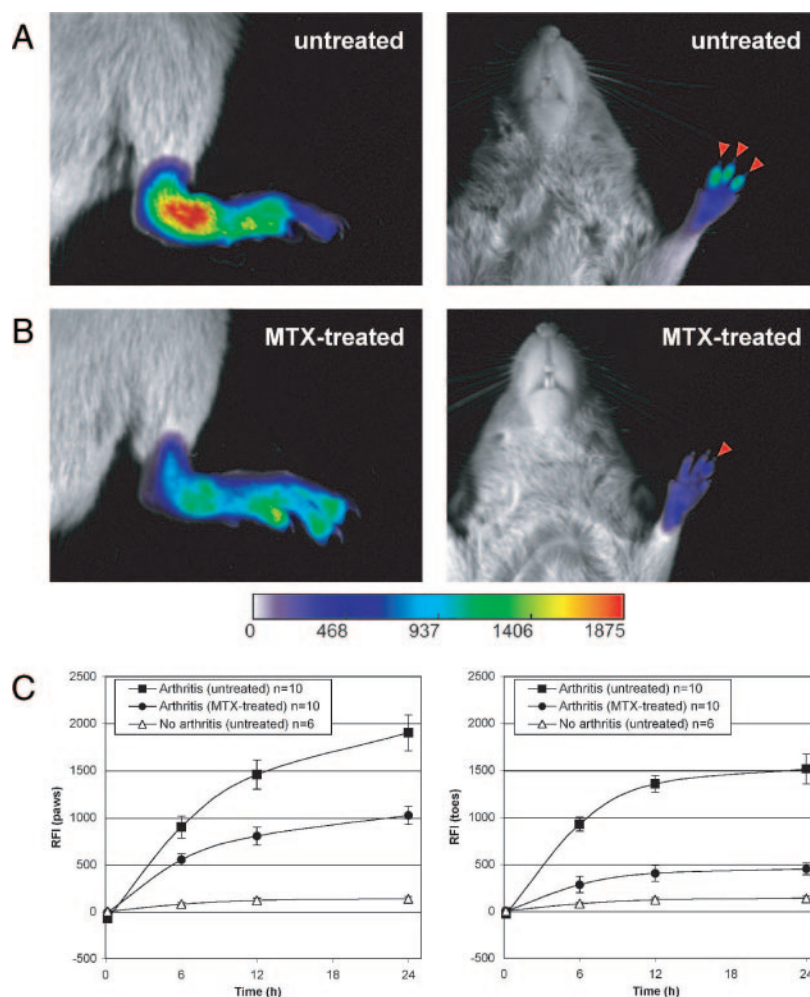 A
untreated
untreated
B
MTX-treated
MTX-treated
0 468 937 1406 1875
C
2500
2000
1500
1000
500
0
-500
RFI (paws)
Arthritis (untreated) n=10
Arthritis (MTX-treated) n=10
No arthritis (untreated) n=6
0 6 12 18 24
Time (h)
2500
2000
1500
1000
500
0
-500
RFI (toes)
Arthritis (untreated) n=10
Arthritis (MTX-treated) n=10
No arthritis (untreated) n=6
0 6 12 18 24
Time (h)